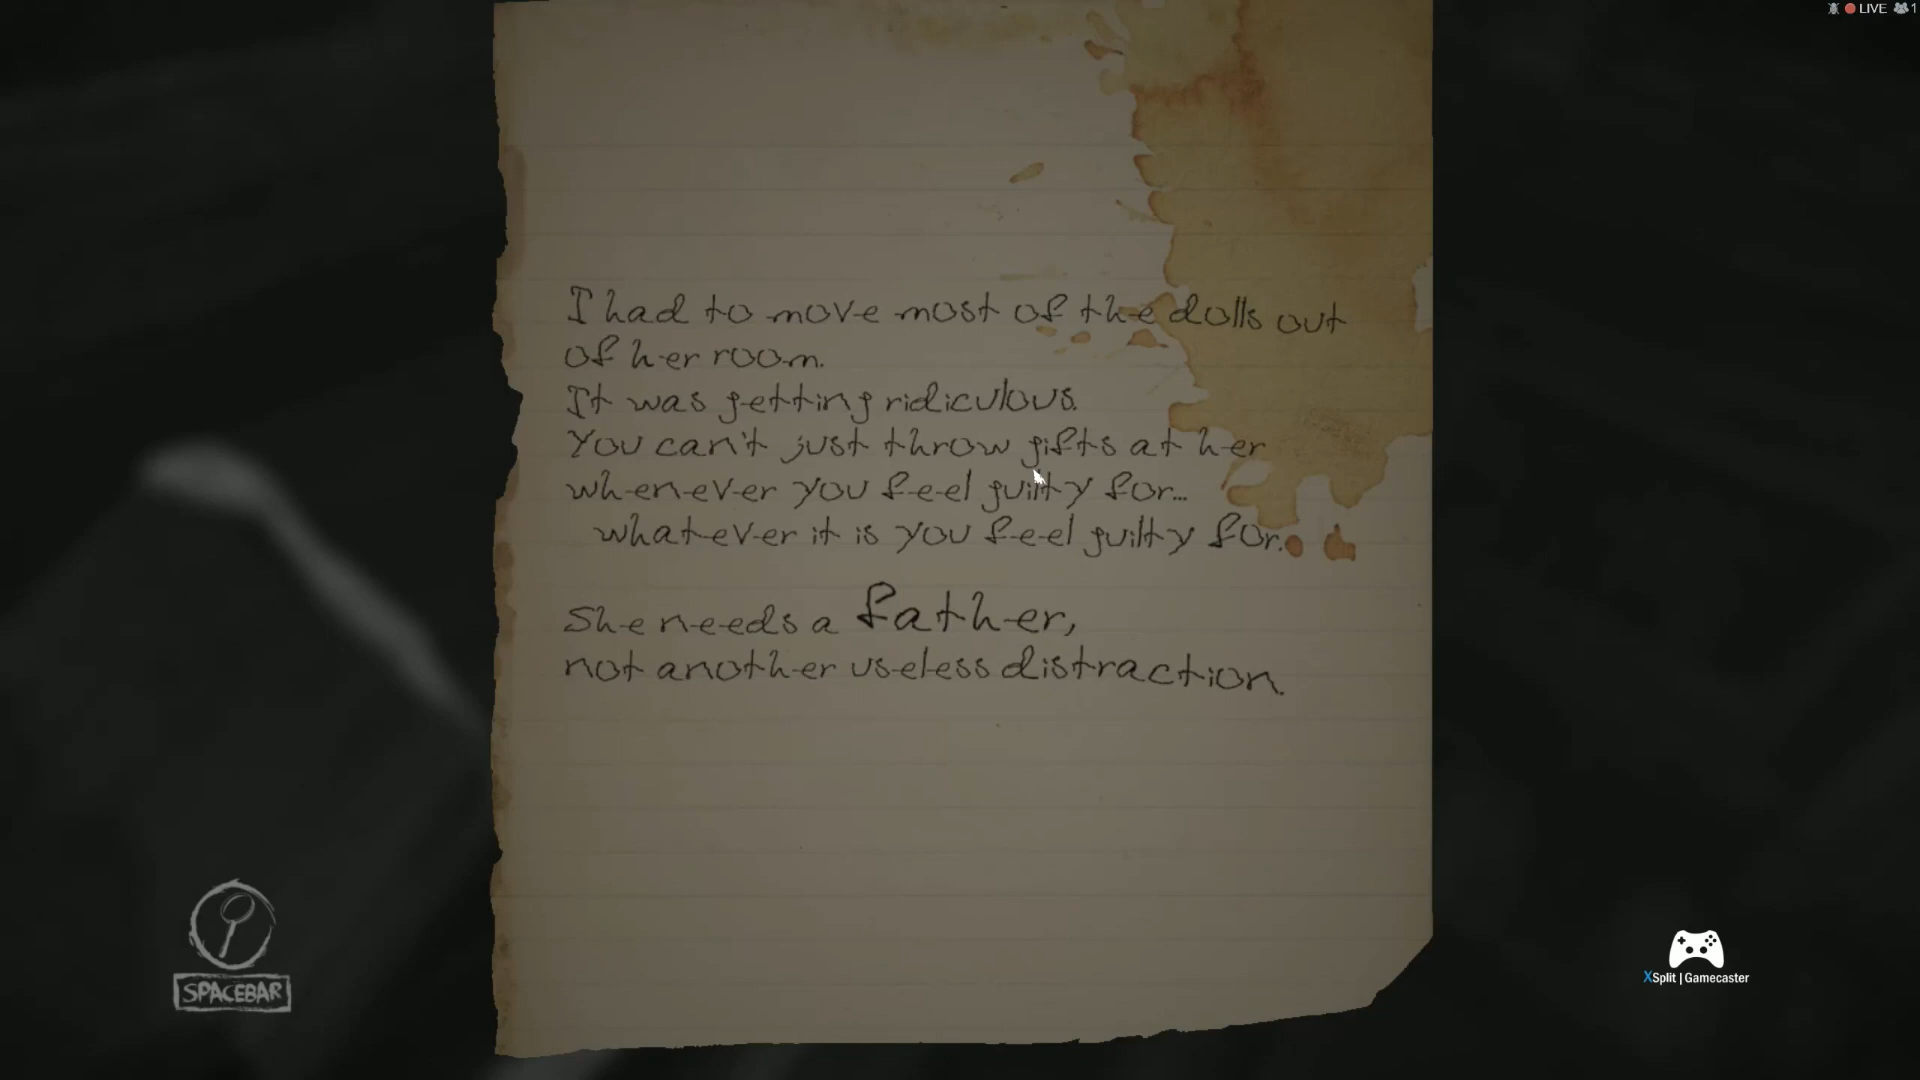 LIVE 1
I had to move most of the dolls out
of her room.
It was getting ridiculous.
You can't just throw gifts at her
whenever you feel guilty for...
whatever it is you feel guilty for.
She needs a father,
not another useless distraction.
SPACEBAR
XSplit | Gamecaster